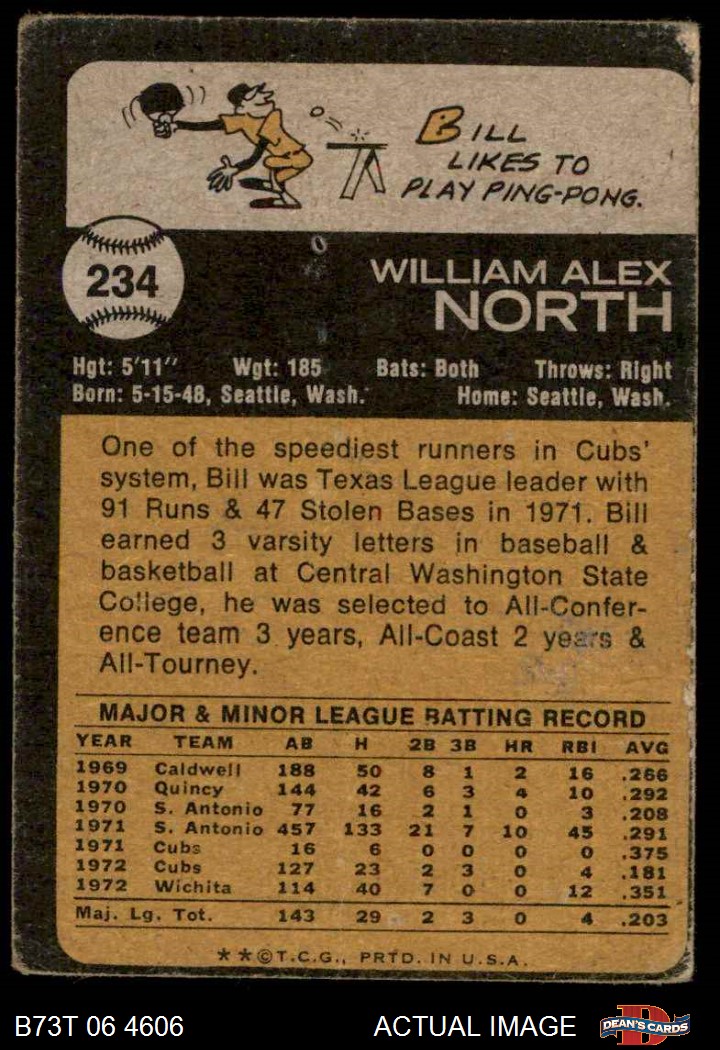 BILL
LIKES TO
PLAY PING-PONG.
234
WILLIAM ALEX
NORTH
Hgt: 5'11" Wgt: 185 Bats: Both Throws: Right
Born: 5-15-48, Seattle, Wash. Home: Seattle, Wash.
One of the speediest runners in Cubs'
system, Bill was Texas League leader with
91 Runs & 47 Stolen Bases in 1971. Bill
earned 3 varsity letters in baseball &
basketball at Central Washington State
College, he was selected to All-Confer-
ence team 3 years, All-Coast 2 years &
All-Tourney.
MAJOR & MINOR LEAGUE BATTING RECORD
YEAR TEAM AB H 2B 3B HR RBI AVG
1969 Caldwell 188 50 8 1 2 16 .266
1970 Quincy 144 42 6 3 4 10 .292
1970 S. Antonio 77 16 2 1 0 3 .208
1971 S. Antonio 457 133 21 7 10 45 .291
1971 Cubs 16 6 0 0 0 0 .375
1972 Cubs 127 23 2 3 0 4 .181
1972 Wichita 114 40 7 0 0 12 .351
Maj. Lg. Tot. 143 29 2 3 0 4 .203
**©T.C.G., PRTD. IN U.S.A.
B73T 06 4606 ACTUAL IMAGE D DEAN'S CARDS